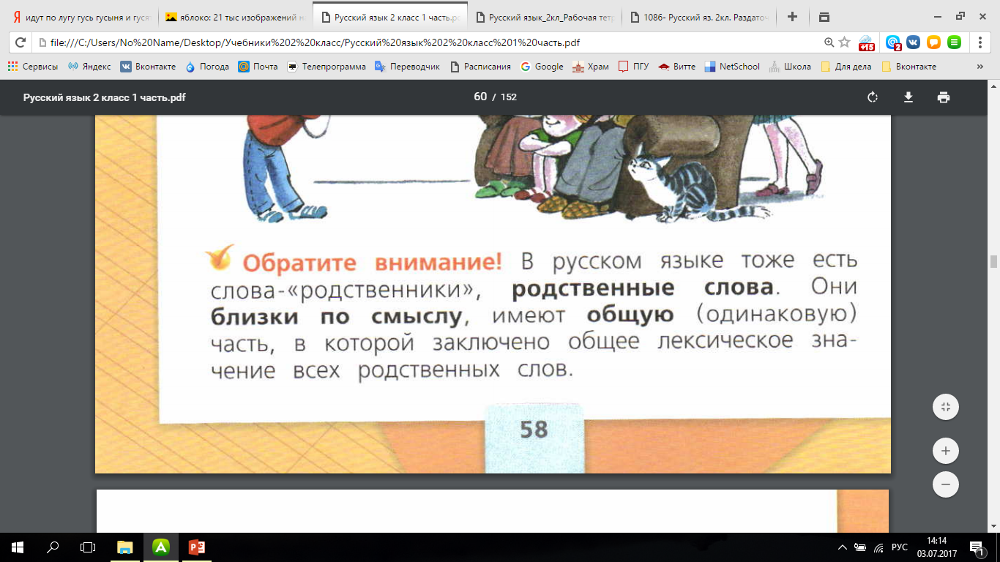 идут по лугу гусь гусыня и гуся
яблоко: 21 тыс изображений н
Русский язык 2 класс 1 часть.p
Русский язык_2кл_Рабочая тет
1086- Русский яз. 2кл. Раздато
file:///C:/Users/No%20Name/Desktop/Учебники%202%20класс/Русский%20язык%202%20класс%201%20часть.pdf
+15
2
Сервисы Яндекс Вконтакте Погода Почта Телепрограмма Переводчик Расписания Google Храм ПГУ Витте NetSchool Школа Для дела Вконтакте »
Русский язык 2 класс 1 часть.pdf 60 / 152
Обратите внимание! В русском языке тоже есть
слова-«родственники», родственные слова. Они
близки по смыслу, имеют общую (одинаковую)
часть, в которой заключено общее лексическое зна-
чение всех родственных слов.
58
РУС
14:14
03.07.2017
1